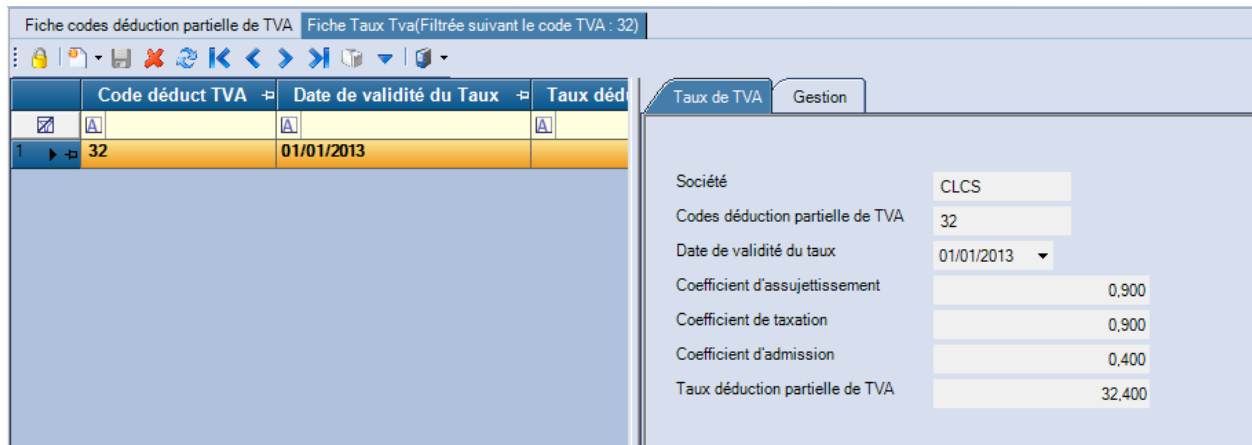 Fiche codes déduction partielle de TVA Fiche Taux Tva(Filtrée suivant le code TVA : 32)
Code déduct TVA Date de validité du Taux Taux dédu
A A A
1 32 01/01/2013
Taux de TVA Gestion
Société CLCS
Codes déduction partielle de TVA 32
Date de validité du taux 01/01/2013
Coefficient d'assujettissement 0,900
Coefficient de taxation 0,900
Coefficient d'admission 0,400
Taux déduction partielle de TVA 32,400